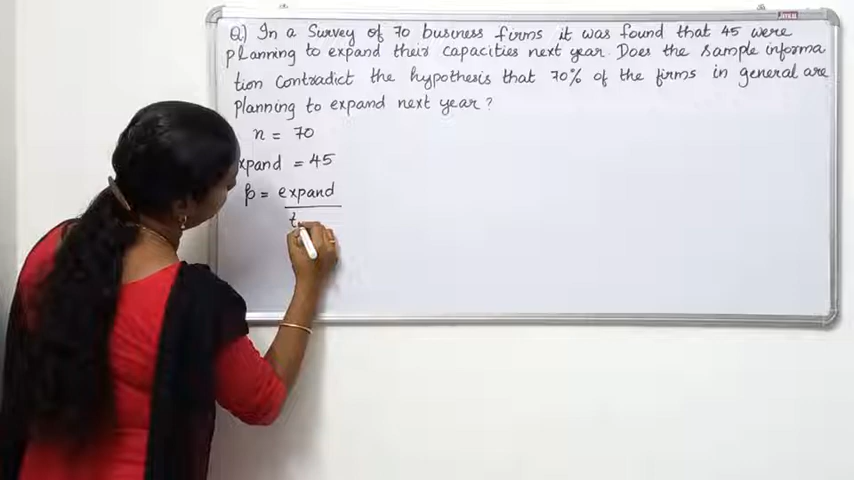 Q) In a Survey of 70 business firms it was found that 45 were
planning to expand their capacities next year. Does the sample informa
tion contradict the hypothesis that 70% of the firms in general are
planning to expand next year?
n = 70
xpand = 45
p = expand
t